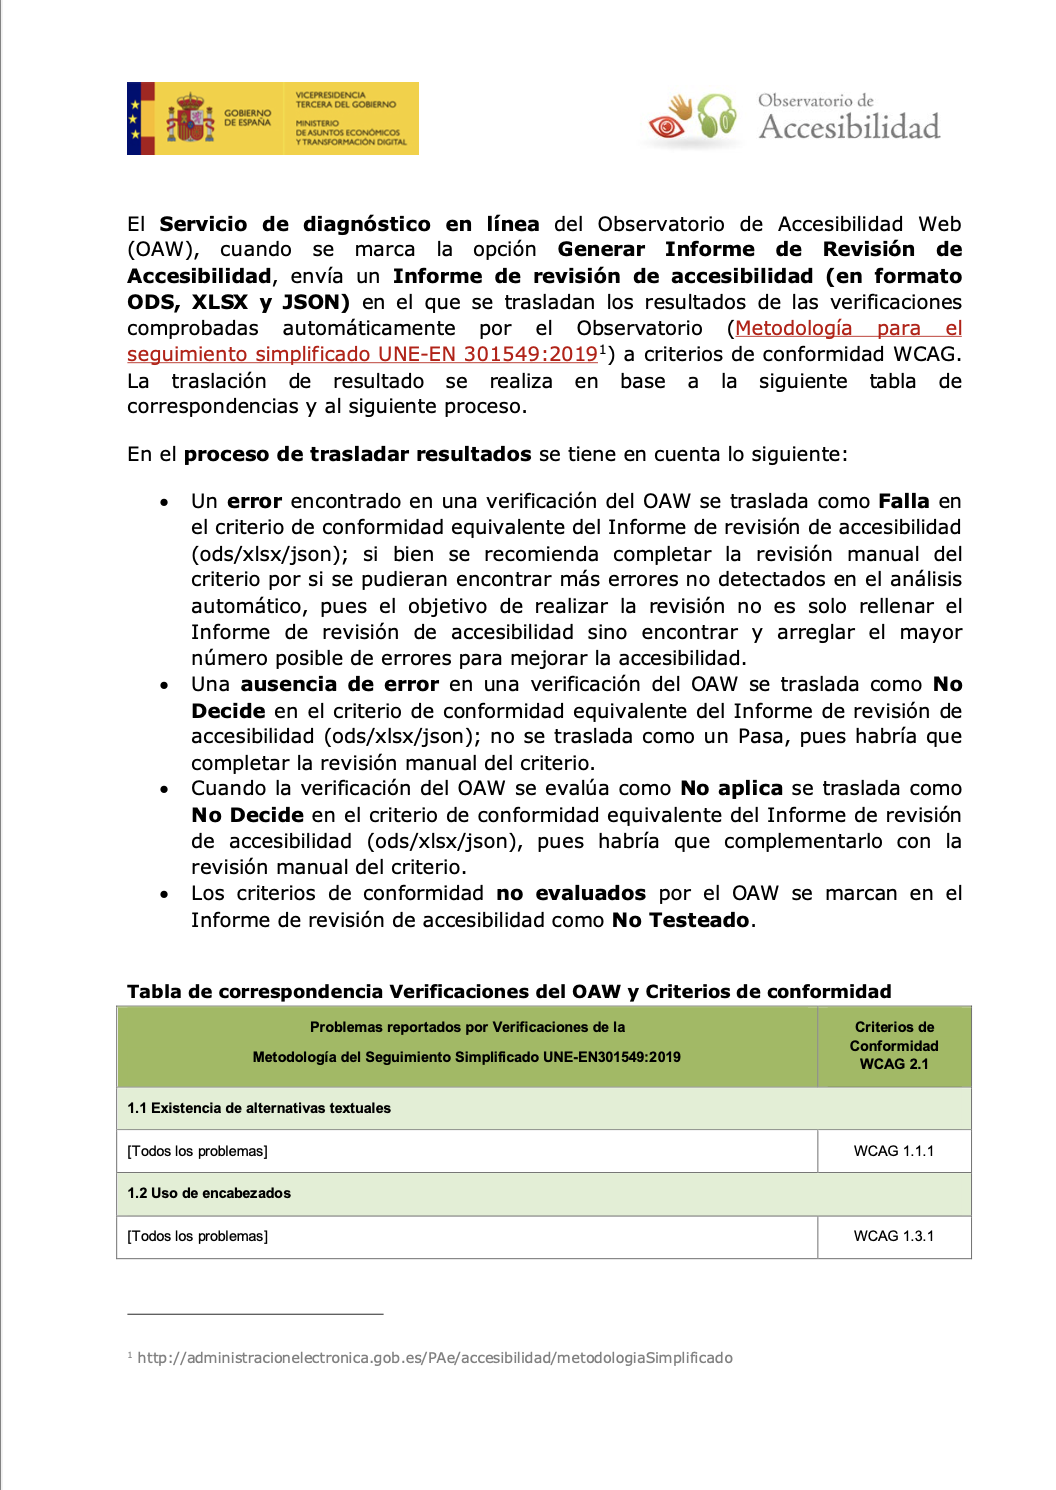 GOBIERNO
DE ESPAÑA
VICEPRESIDENCIA
TERCERA DEL GOBIERNO
MINISTERIO
DE ASUNTOS ECONÓMICOS
Y TRANSFORMACIÓN DIGITAL
Observatorio de
Accesibilidad
El Servicio de diagnóstico en línea del Observatorio de Accesibilidad Web
(OAW), cuando se marca la opción Generar Informe de Revisión de
Accesibilidad, envía un Informe de revisión de accesibilidad (en formato
ODS, XLSX y JSON) en el que se trasladan los resultados de las verificaciones
comprobadas automáticamente por el Observatorio (Metodología para el
seguimiento simplificado UNE-EN 301549:2019¹) a criterios de conformidad WCAG.
La traslación de resultado se realiza en base a la siguiente tabla de
correspondencias y al siguiente proceso.
En el proceso de trasladar resultados se tiene en cuenta lo siguiente:
• Un error encontrado en una verificación del OAW se traslada como Falla en
el criterio de conformidad equivalente del Informe de revisión de accesibilidad
(ods/xlsx/json); si bien se recomienda completar la revisión manual del
criterio por si se pudieran encontrar más errores no detectados en el análisis
automático, pues el objetivo de realizar la revisión no es solo rellenar el
Informe de revisión de accesibilidad sino encontrar y arreglar el mayor
número posible de errores para mejorar la accesibilidad.
• Una ausencia de error en una verificación del OAW se traslada como No
Decide en el criterio de conformidad equivalente del Informe de revisión de
accesibilidad (ods/xlsx/json); no se traslada como un Pasa, pues habría que
completar la revisión manual del criterio.
• Cuando la verificación del OAW se evalúa como No aplica se traslada como
No Decide en el criterio de conformidad equivalente del Informe de revisión
de accesibilidad (ods/xlsx/json), pues habría que complementarlo con la
revisión manual del criterio.
• Los criterios de conformidad no evaluados por el OAW se marcan en el
Informe de revisión de accesibilidad como No Testeado.
Tabla de correspondencia Verificaciones del OAW y Criterios de conformidad
Problemas reportados por Verificaciones de la
Metodología del Seguimiento Simplificado UNE-EN301549:2019
Criterios de
Conformidad
WCAG 2.1
1.1 Existencia de alternativas textuales
[Todos los problemas] WCAG 1.1.1
1.2 Uso de encabezados
[Todos los problemas] WCAG 1.3.1
¹ http://administracionelectronica.gob.es/PAe/accesibilidad/metodologiaSimplificado